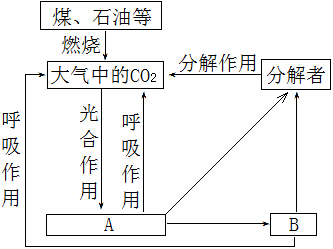 煤、石油等
燃烧
大气中的CO₂
分解作用
分解者
呼吸作用
光合作用
呼吸作用
A
B